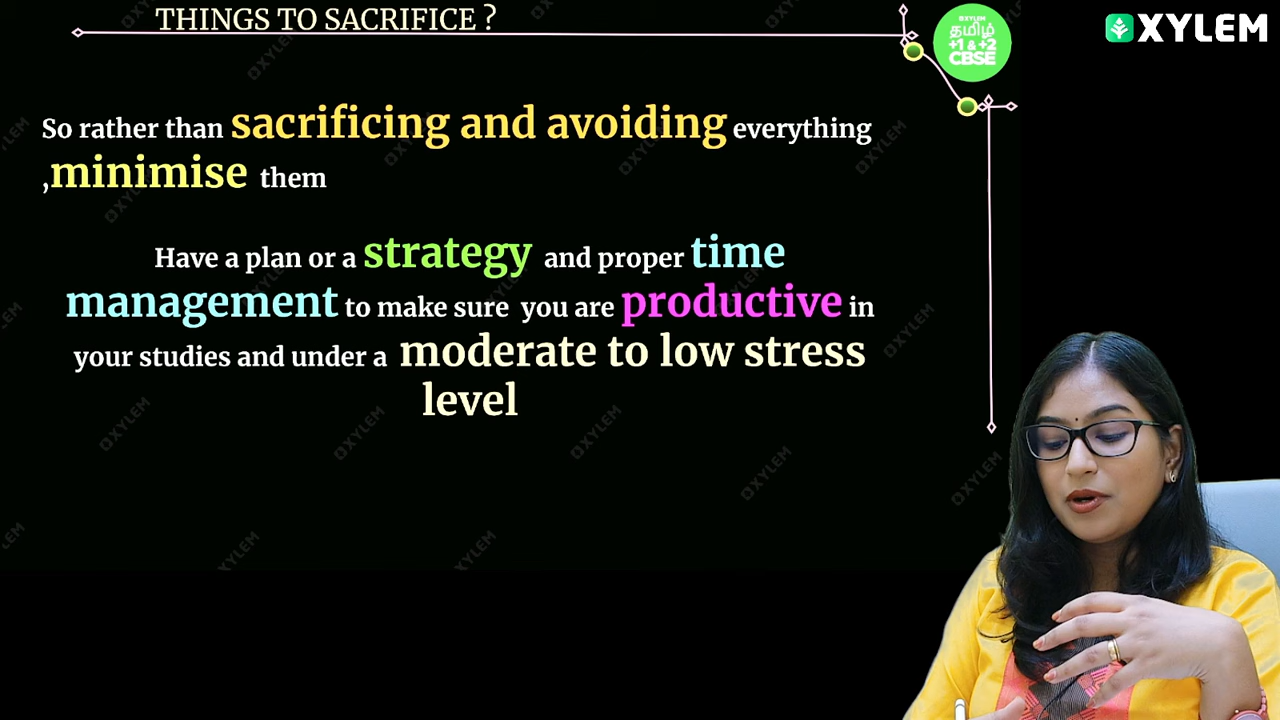 THINGS TO SACRIFICE ?
OXYLEM
தமிழ்
+1 & +2
CBSE
OXYLEM
So rather than sacrificing and avoiding everything
,minimise them
Have a plan or a strategy and proper time
management to make sure you are productive in
your studies and under a moderate to low stress
level